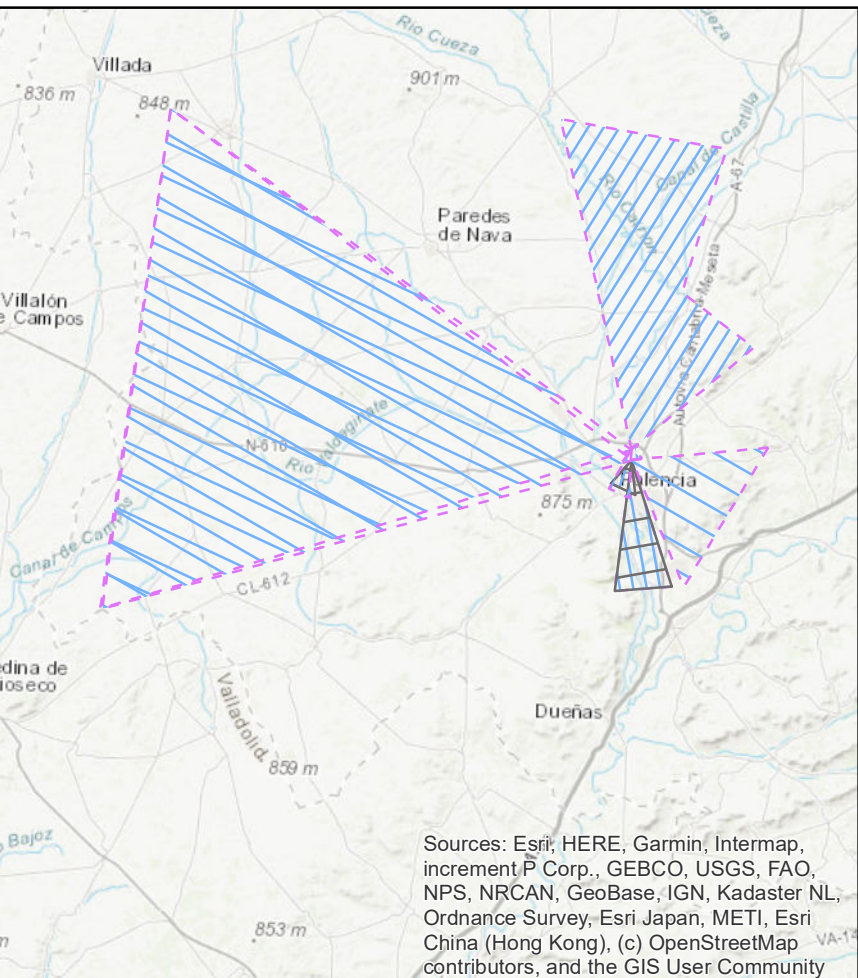 Río Cueza
ueza
Villada
901 m
836 m
848 m
Canal de Castilla
A-67
Río Carrión
Paredes
de Nava
Autovía Cantabria-Meseta
Villalón
e Campos
N-610
Río Valdeginate
Palencia
875 m
Canal de Campos
CL-612
edina de
ioseco
Valladolid
Dueñas
859 m
Bajoz
Sources: Esri, HERE, Garmin, Intermap,
increment P Corp., GEBCO, USGS, FAO,
NPS, NRCAN, GeoBase, IGN, Kadaster NL,
Ordnance Survey, Esri Japan, METI, Esri
China (Hong Kong), (c) OpenStreetMap
contributors, and the GIS User Community
853 m
m
VA-14